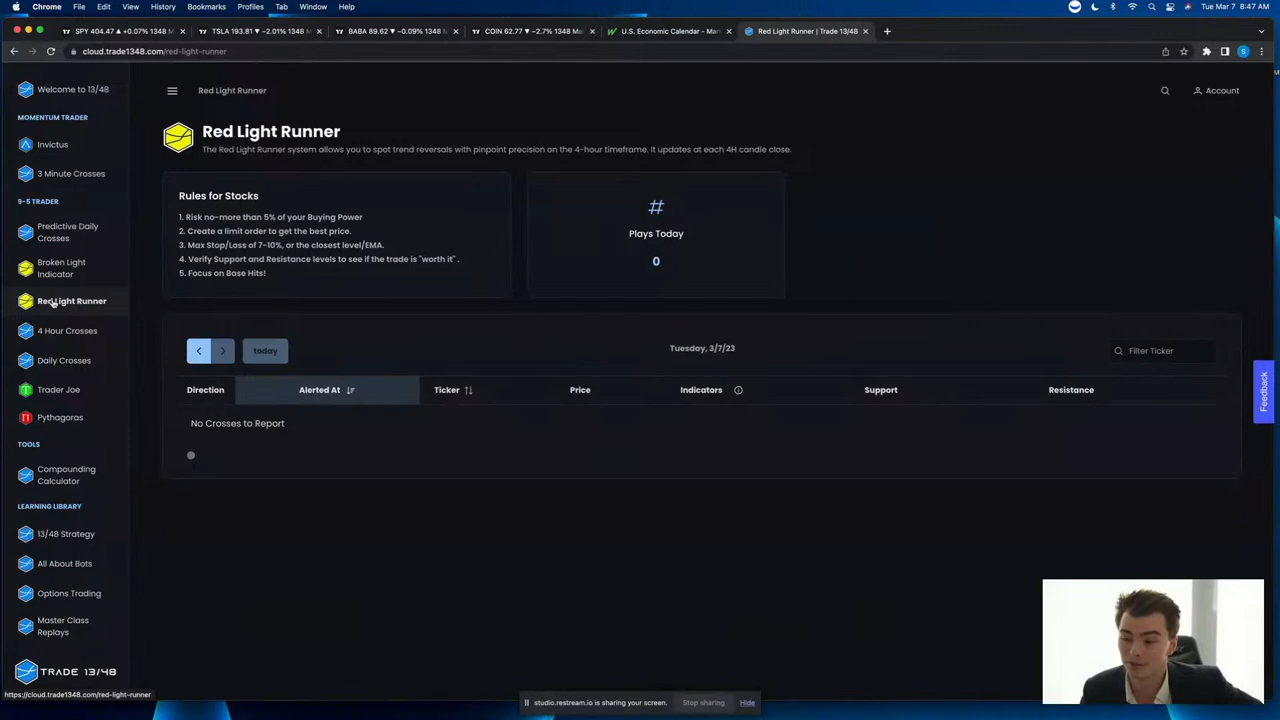 Chrome File Edit View History Bookmarks Profiles Tab Window Help Tue Mar 7 8:47 AM
SPY 404.47 ▲ +0.07% 1348 M
TSLA 193.81 ▼ −2.01% 1348 M
BABA 89.62 ▼ −0.09% 1348 M
COIN 62.77 ▼ −2.7% 1348 Ma
U.S. Economic Calendar - Mar
Red Light Runner | Trade 13/48
cloud.trade1348.com/red-light-runner
S
Welcome to 13/48
MOMENTUM TRADER
Invictus
3 Minute Crosses
9-5 TRADER
Predictive Daily
Crosses
Broken Light
Indicator
Red Light Runner
4 Hour Crosses
Daily Crosses
Trader Joe
Pythagoras
TOOLS
Compounding
Calculator
LEARNING LIBRARY
13/48 Strategy
All About Bots
Options Trading
Master Class
Replays
TRADE 13/48
https://cloud.trade1348.com/red-light-runner
Red Light Runner
Account
Red Light Runner
The Red Light Runner system allows you to spot trend reversals with pinpoint precision on the 4-hour timeframe. It updates at each 4H candle close.
Rules for Stocks
1. Risk no-more than 5% of your Buying Power
2. Create a limit order to get the best price.
3. Max Stop/Loss of 7-10%, or the closest level/EMA.
4. Verify Support and Resistance levels to see if the trade is "worth it" .
5. Focus on Base Hits!
#
Plays Today
0
today
Tuesday, 3/7/23
Filter Ticker
Direction Alerted At Ticker Price Indicators Support Resistance
No Crosses to Report
Feedback
studio.restream.io is sharing your screen. Stop sharing Hide